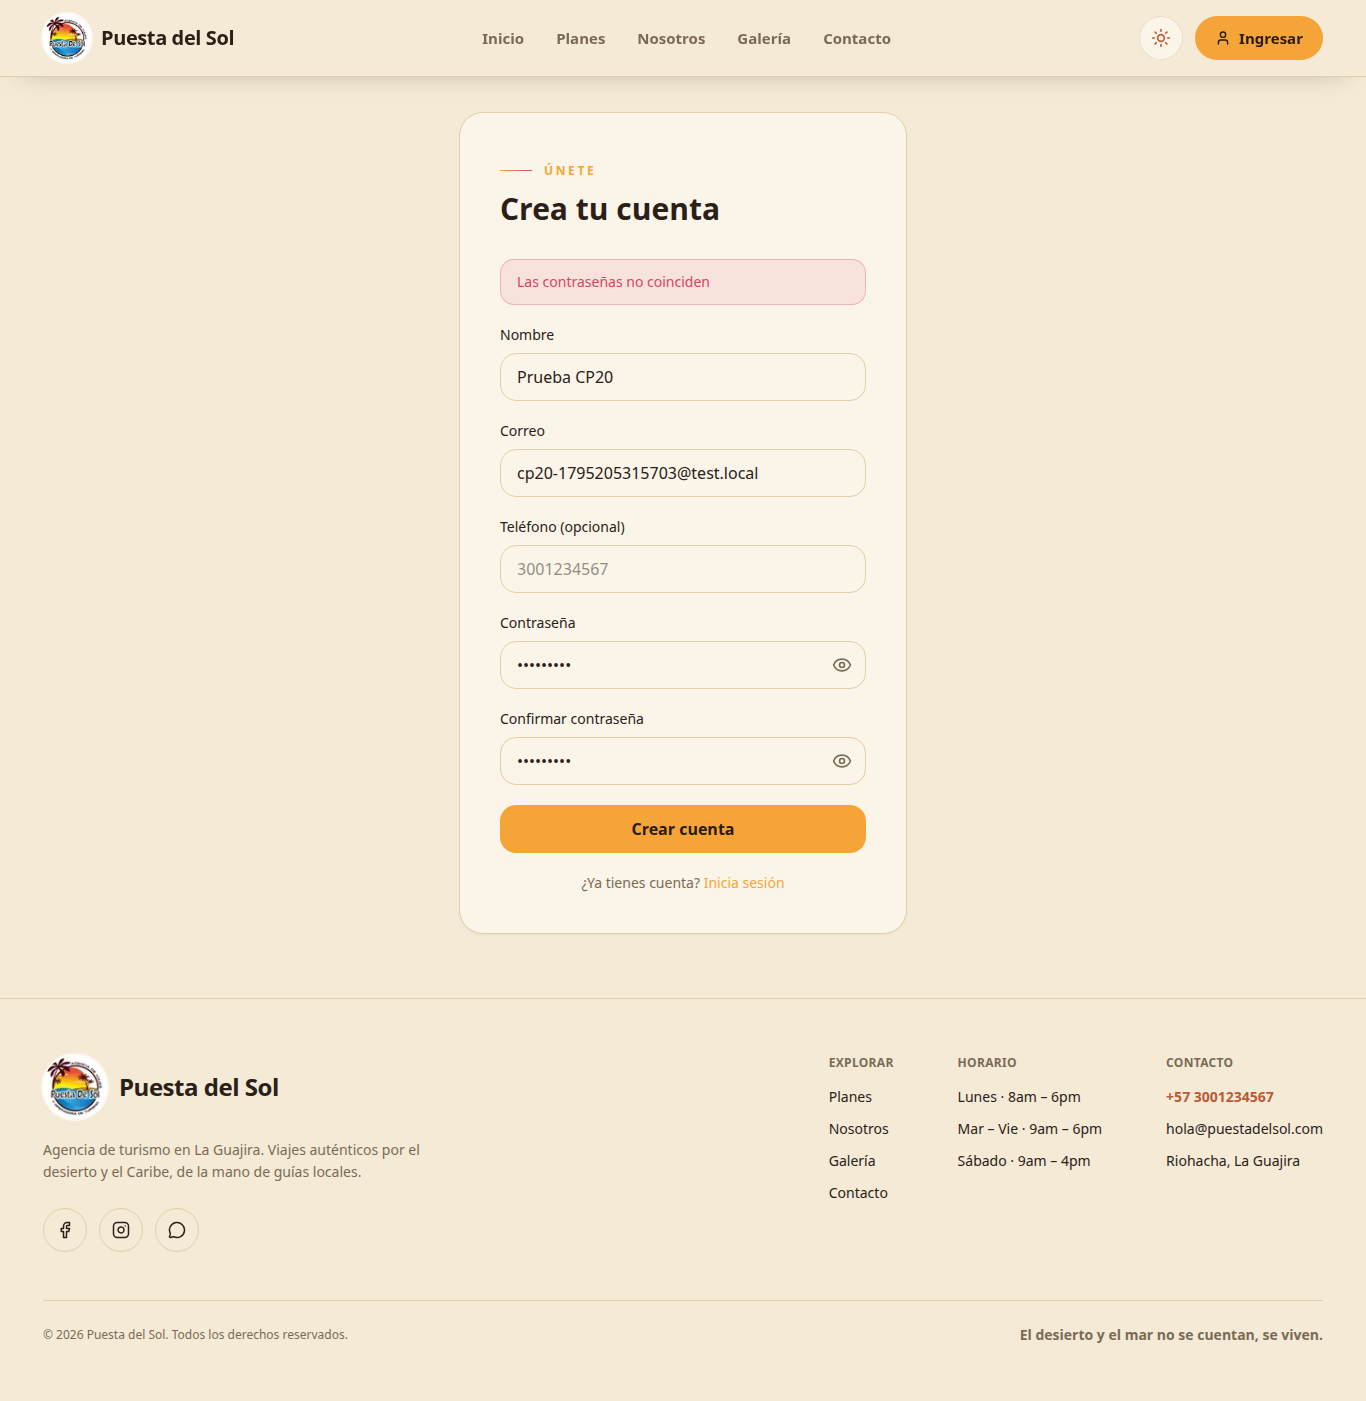 Puesta del Sol
Inicio
Planes
Nosotros
Galería
Contacto
Ingresar
ÚNETE
Crea tu cuenta
Las contraseñas no coinciden
Nombre
Prueba CP20
Correo
cp20-1795205315703@test.local
Teléfono (opcional)
3001234567
Contraseña
•••••••••
Confirmar contraseña
•••••••••
Crear cuenta
¿Ya tienes cuenta? Inicia sesión
Puesta del Sol
Agencia de turismo en La Guajira. Viajes auténticos por el
desierto y el Caribe, de la mano de guías locales.
EXPLORAR
Planes
Nosotros
Galería
Contacto
HORARIO
Lunes · 8am – 6pm
Mar – Vie · 9am – 6pm
Sábado · 9am – 4pm
CONTACTO
+57 3001234567
hola@puestadelsol.com
Riohacha, La Guajira
© 2026 Puesta del Sol. Todos los derechos reservados.
El desierto y el mar no se cuentan, se viven.